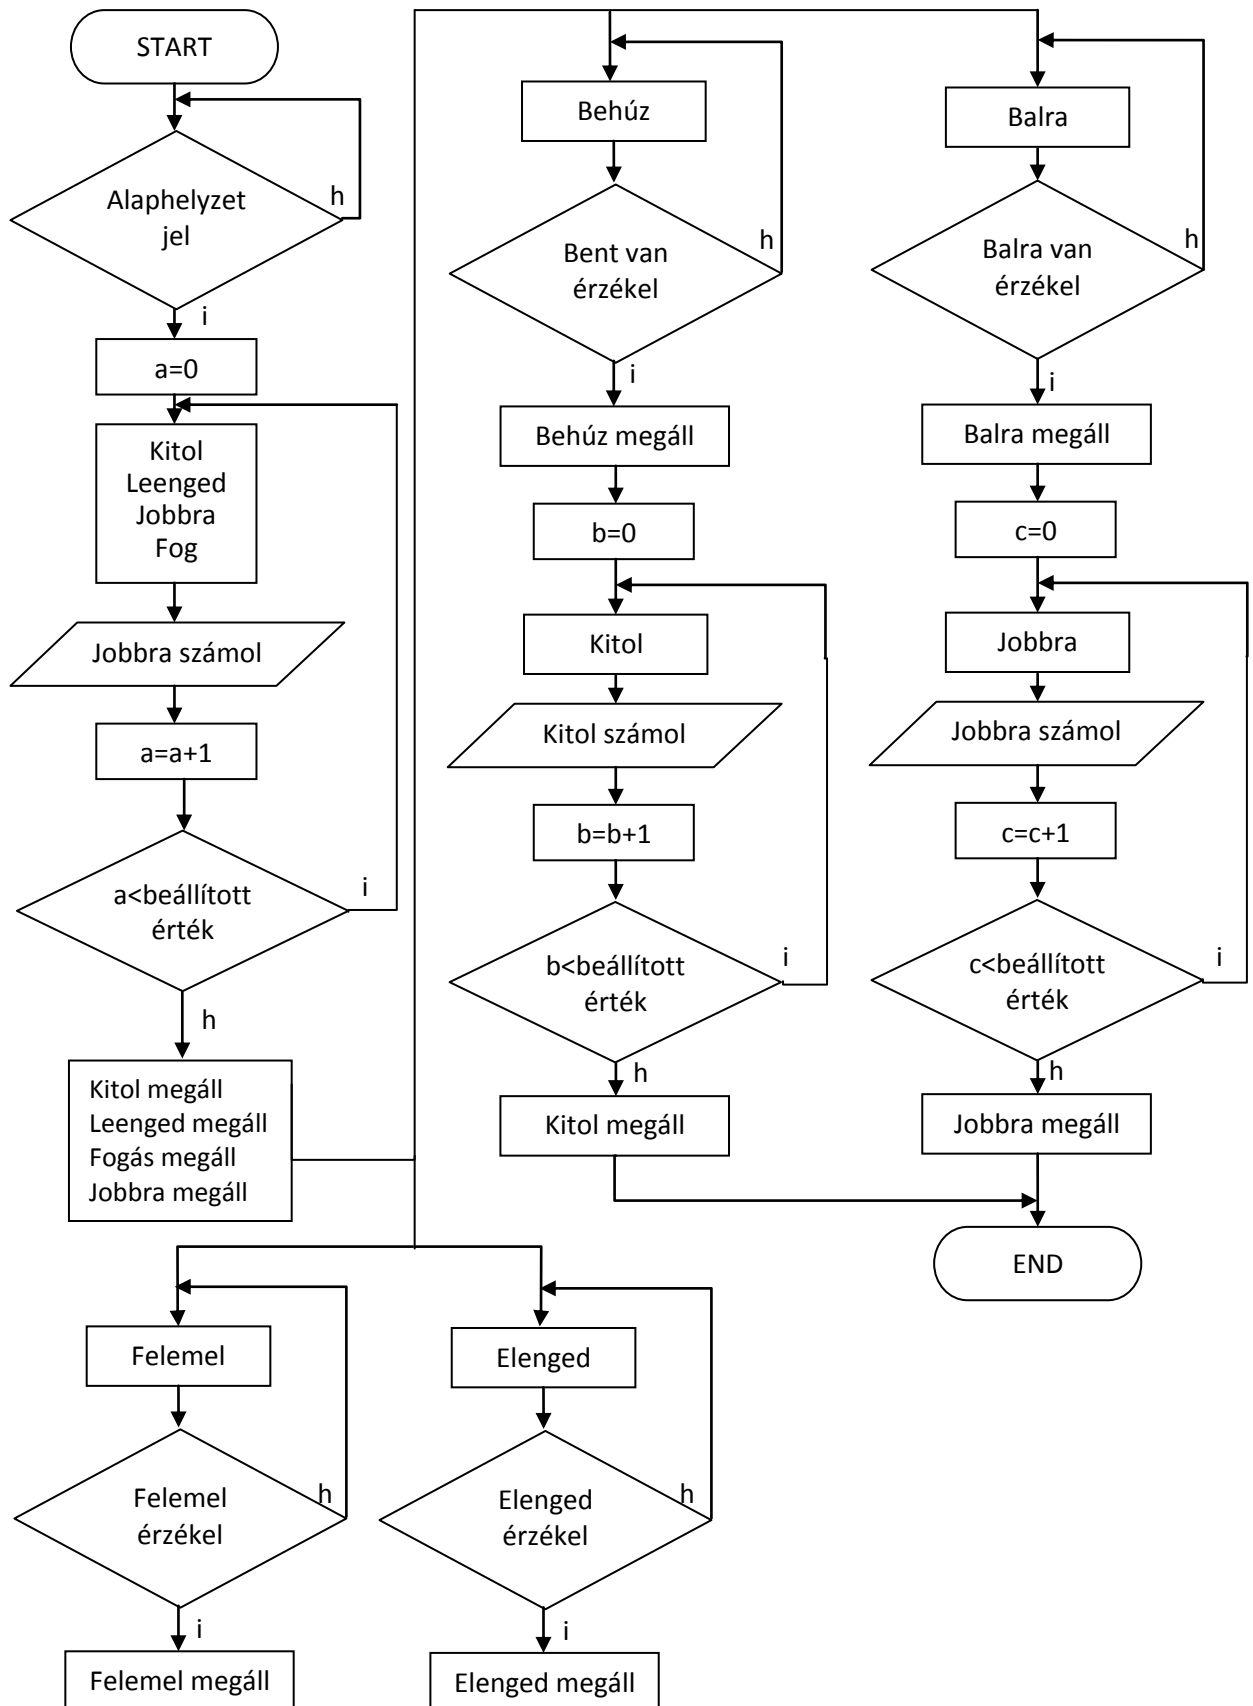 START
Alaphelyzet
jel
h
i
a=0
Kitol
Leenged
Jobbra
Fog
Jobbra számol
a=a+1
a<beállított
érték
i
h
Kitol megáll
Leenged megáll
Fogás megáll
Jobbra megáll
Felemel
Felemel
érzékel
h
i
Felemel megáll
Elenged
Elenged
érzékel
h
i
Elenged megáll
Behúz
Bent van
érzékel
h
i
Behúz megáll
b=0
Kitol
Kitol számol
b=b+1
b<beállított
érték
i
h
Kitol megáll
Balra
Balra van
érzékel
h
i
Balra megáll
c=0
Jobbra
Jobbra számol
c=c+1
c<beállított
érték
i
h
Jobbra megáll
END